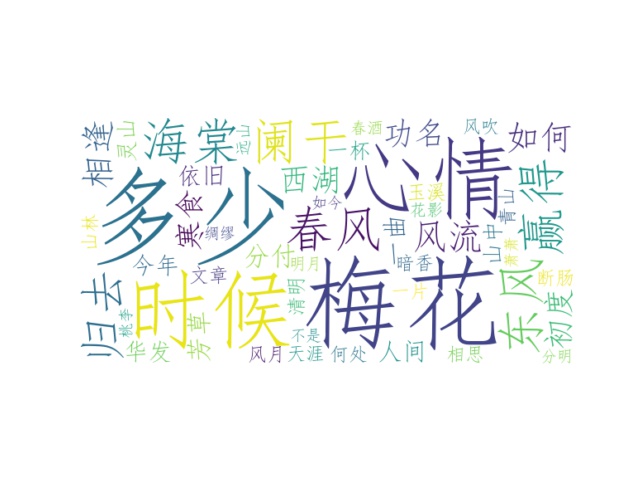 相逢
灵山
海棠
远山
阑干
春酒
一杯
功名
风吹
如何
多少
依旧
西湖
心情
玉溪
花影
赢得
山林
寒食
绸缪
如今
春风
一曲
风流
山中
青山
归去
今年
文章
分付
明月
暗香
萧萧
东风
断肠
桃李
时候
清明
梅花
一片
初度
华发
芳草
风月
天涯
不是
何处
人间
相思
分明